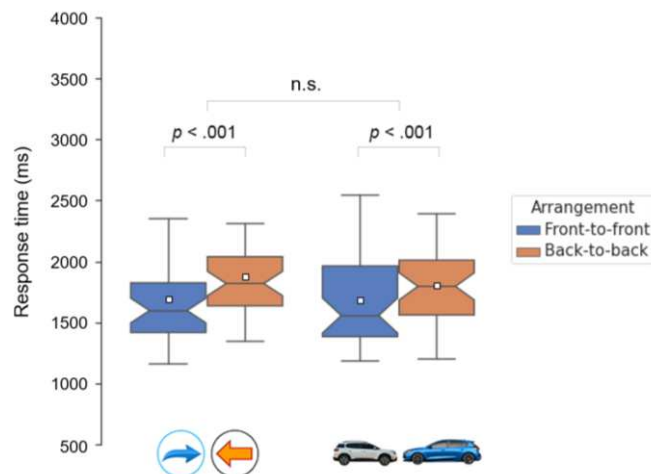 4000
3500
3000
2500
2000
1500
1000
500
Response time (ms)
n.s.
p < .001
p < .001
Arrangement
Front-to-front
Back-to-back